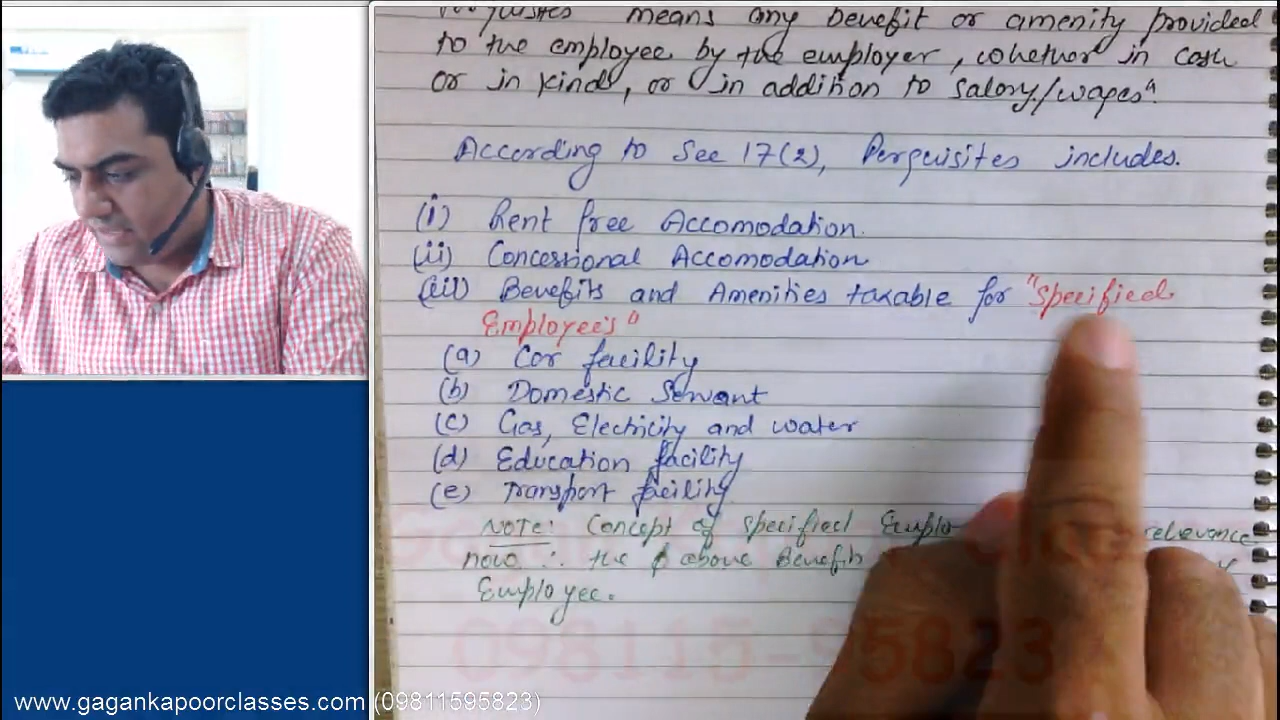 means any benefit or amenity provided
to the employee by the employer, whether in cash
or in kind, or in addition to salary/wages".
According to Sec 17(2), Perquisites includes.
(i) Rent free Accomodation.
(ii) Concessional Accomodation
(iii) Benefits and Amenities taxable for "Specified
Employee's"
(a) Car facility
(b) Domestic Servant
(c) Gas, Electricity and water
(d) Education facility
(e) Transport facility
NOTE: Concept of specified Emplo relevance
now ∴ the above Benefits
Employee.
098115-95823
www.gagankapoorclasses.com (09811595823)